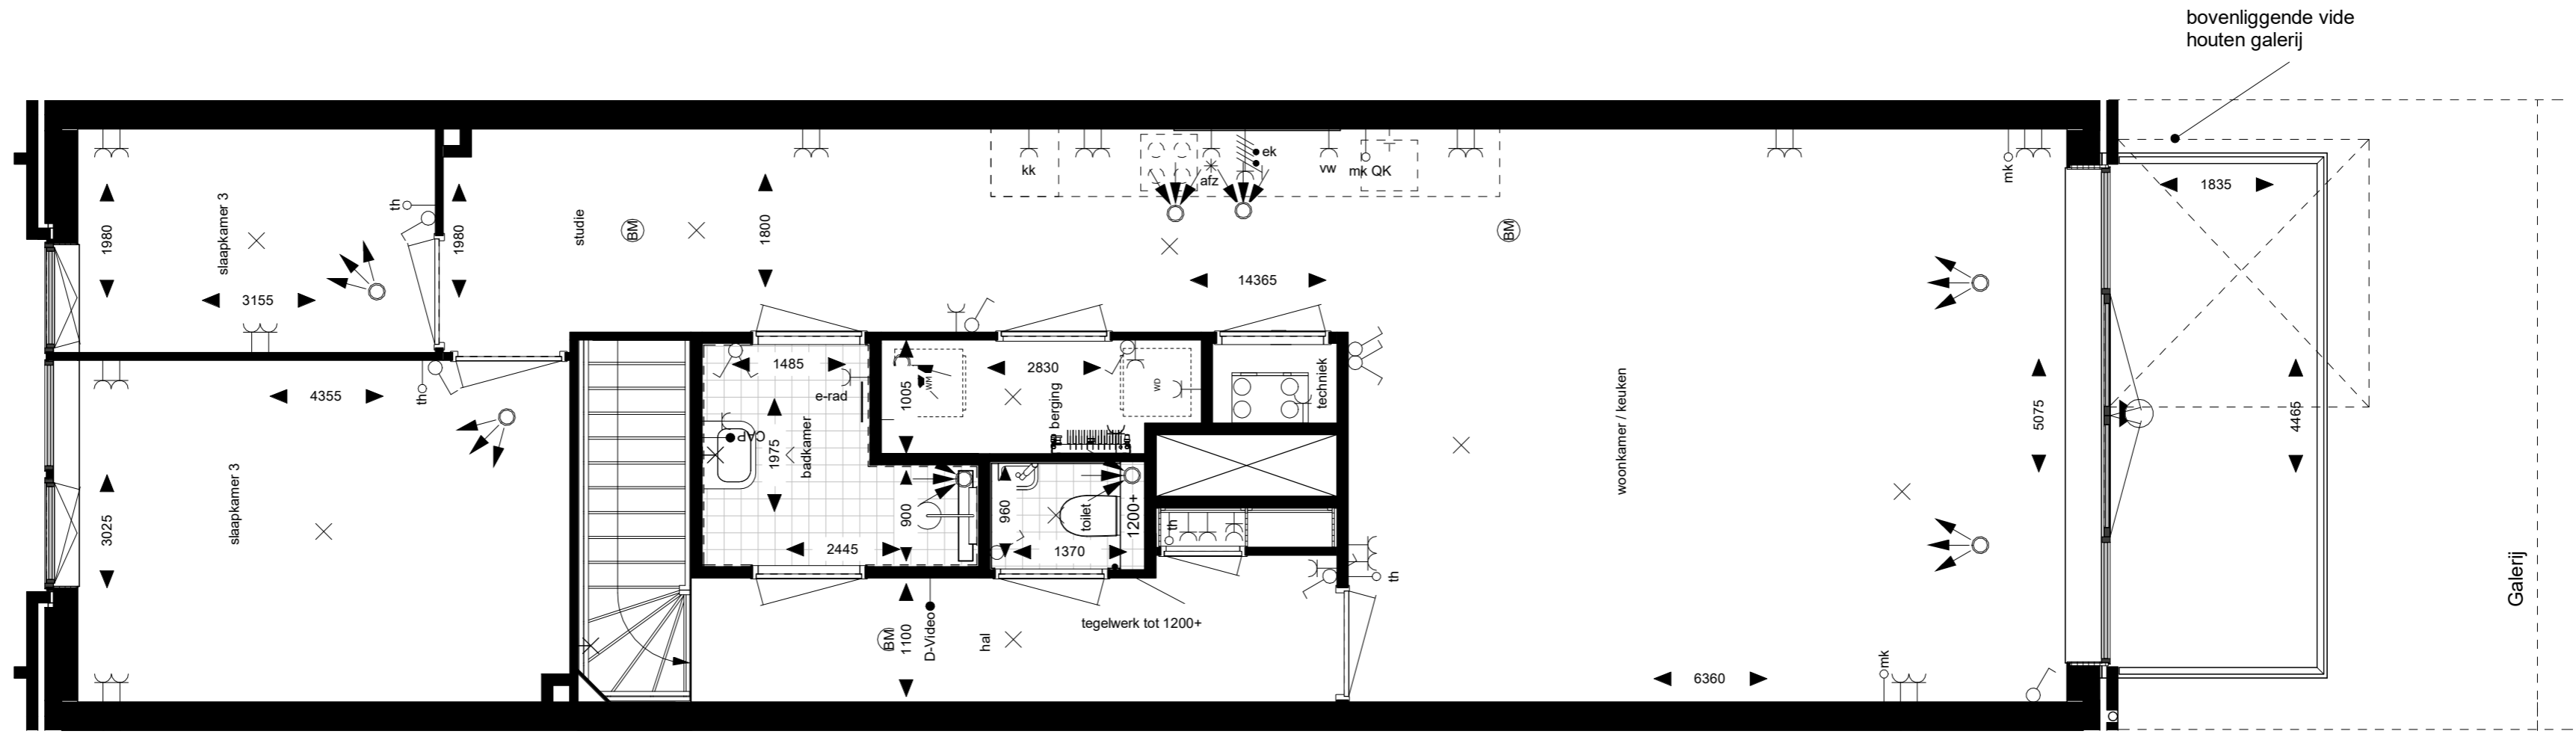 bovenliggende vide
houten galerij
kk
afz
ek
vw
mk QK
mk
1835
th
slaapkamer 3
1980
1980
studie
BM
1800
BM
3155
14365
1485
1005
2830
WM
WD
techniek
4355
th
e-rad
berging
CAP
1975
badkamer
woonkamer / keuken
5075
4465
slaapkamer 3
3025
900
960
toilet
1200+
th
2445
1370
th
Galerij
BM
1100
D-Video
hal
tegelwerk tot 1200+
mk
6360